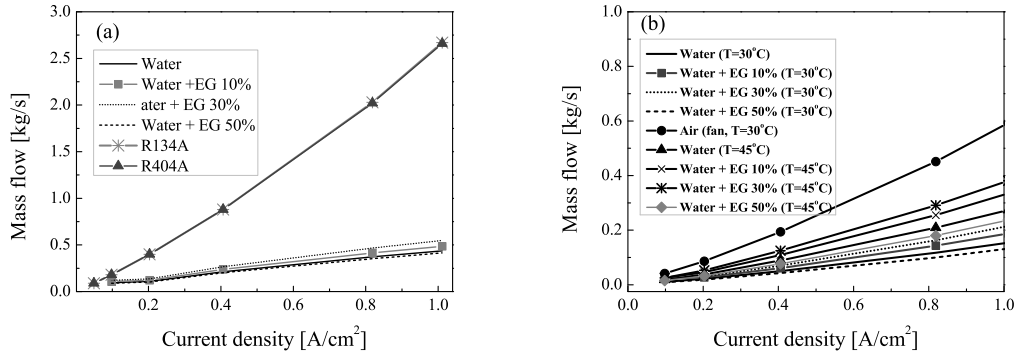 (a)
Mass flow [kg/s]
3.0
2.5
2.0
1.5
1.0
0.5
0.0
Water
Water +EG 10%
ater + EG 30%
Water + EG 50%
R134A
R404A
0.2
0.4
0.6
0.8
1.0
Current density [A/cm²]
(b)
Mass flow [kg/s]
1.0
0.8
0.6
0.4
0.2
0.0
Water (T=30°C)
Water + EG 10% (T=30°C)
Water + EG 30% (T=30°C)
Water + EG 50% (T=30°C)
Air (fan, T=30°C)
Water (T=45°C)
Water + EG 10% (T=45°C)
Water + EG 30% (T=45°C)
Water + EG 50% (T=45°C)
0.0
0.2
0.4
0.6
0.8
1.0
Current density [A/cm²]